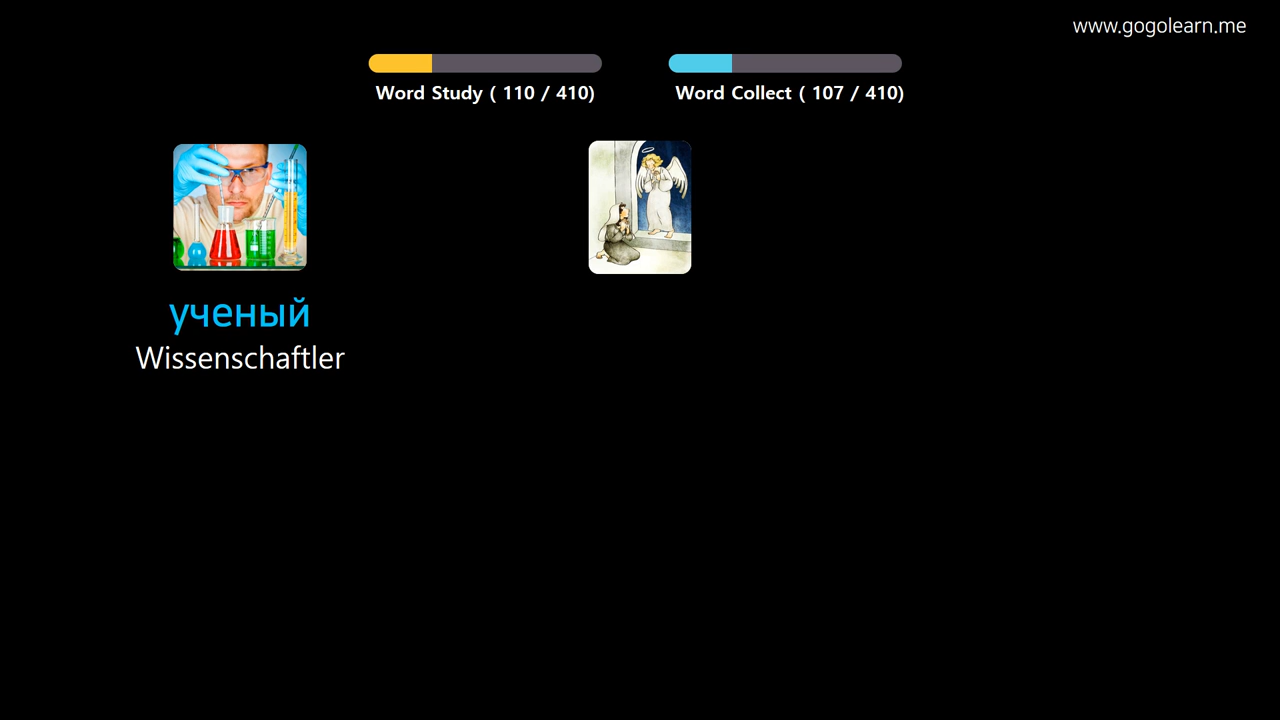 www.gogolearn.me
Word Study ( 110 / 410)
Word Collect ( 107 / 410)
ученый
Wissenschaftler